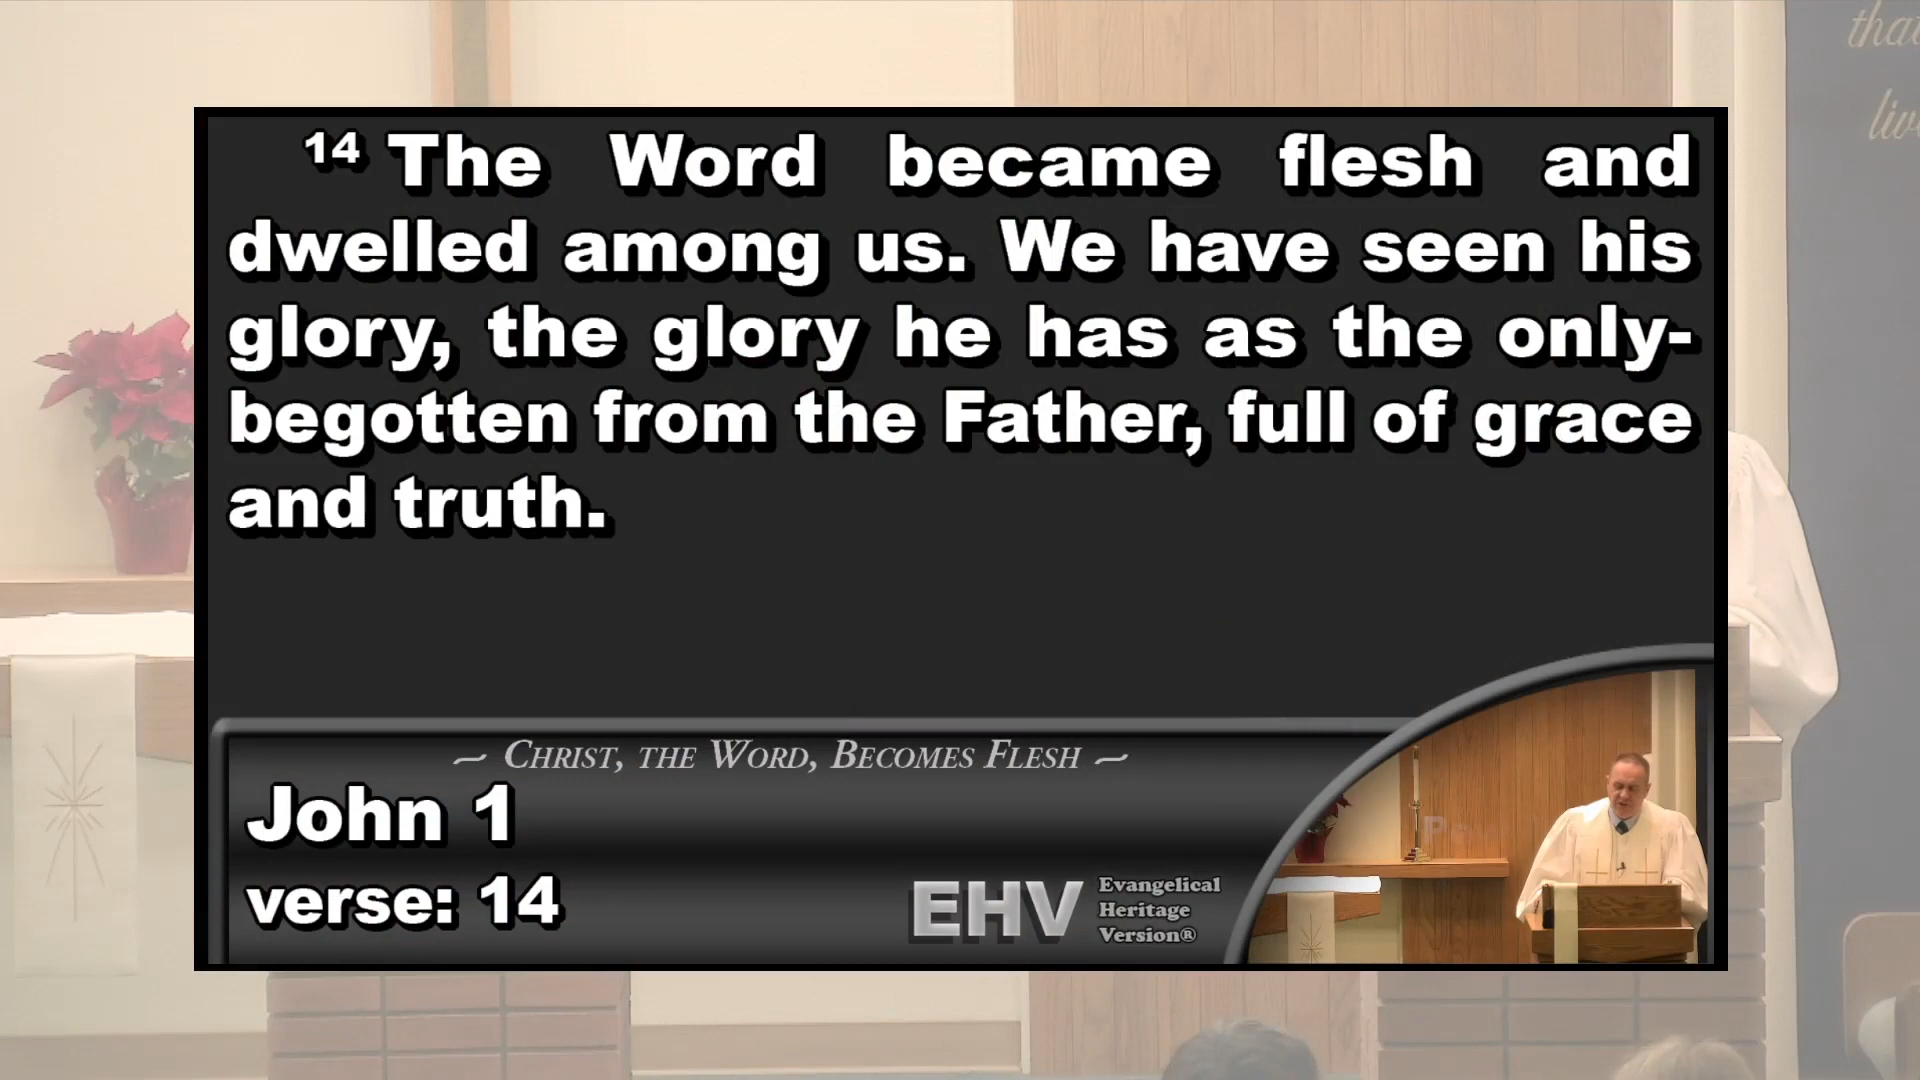 tha
liv
14 The Word became flesh and
dwelled among us. We have seen his
glory, the glory he has as the only-
begotten from the Father, full of grace
and truth.
~ Christ, the Word, Becomes Flesh ~
John 1
verse: 14
EHV
Evangelical
Heritage
Version®